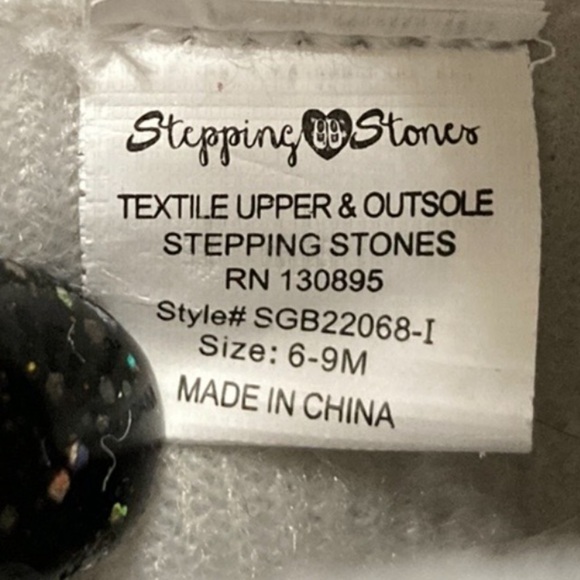 Stepping Stones
TEXTILE UPPER & OUTSOLE
STEPPING STONES
RN 130895
Style# SGB22068-I
Size: 6-9M
MADE IN CHINA